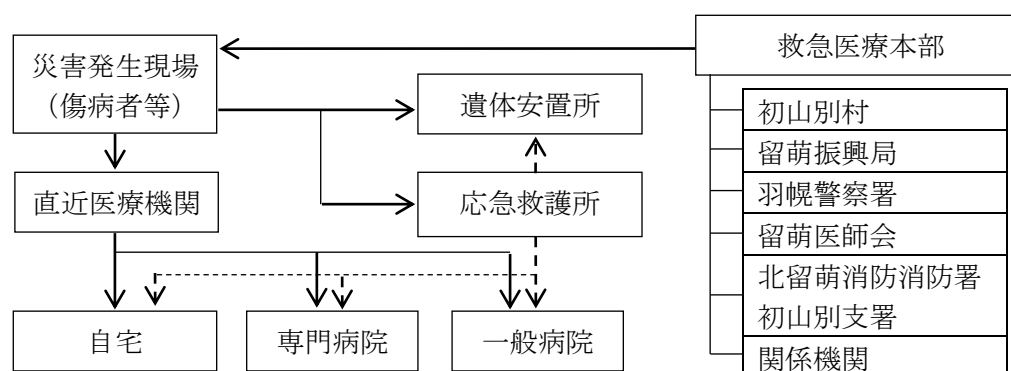 救急医療本部
災害発生現場
（傷病者等）
遺体安置所
直近医療機関
応急救護所
自宅
専門病院
一般病院
初山別村
留萌振興局
羽幌警察署
留萌医師会
北留萌消防消防署
初山別支署
関係機関